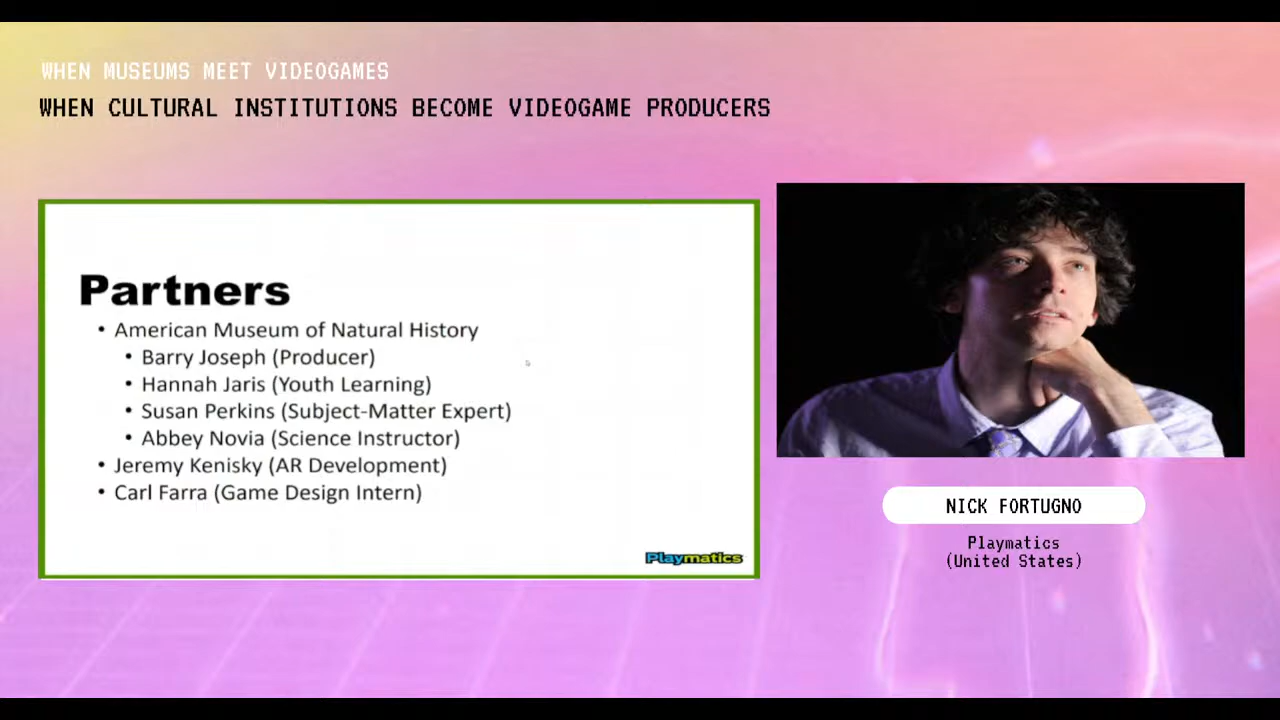 WHEN MUSEUMS MEET VIDEOGAMES
WHEN CULTURAL INSTITUTIONS BECOME VIDEOGAME PRODUCERS
Partners
• American Museum of Natural History
• Barry Joseph (Producer)
• Hannah Jaris (Youth Learning)
• Susan Perkins (Subject-Matter Expert)
• Abbey Novia (Science Instructor)
• Jeremy Kenisky (AR Development)
• Carl Farra (Game Design Intern)
Playmatics
NICK FORTUGNO
Playmatics
(United States)